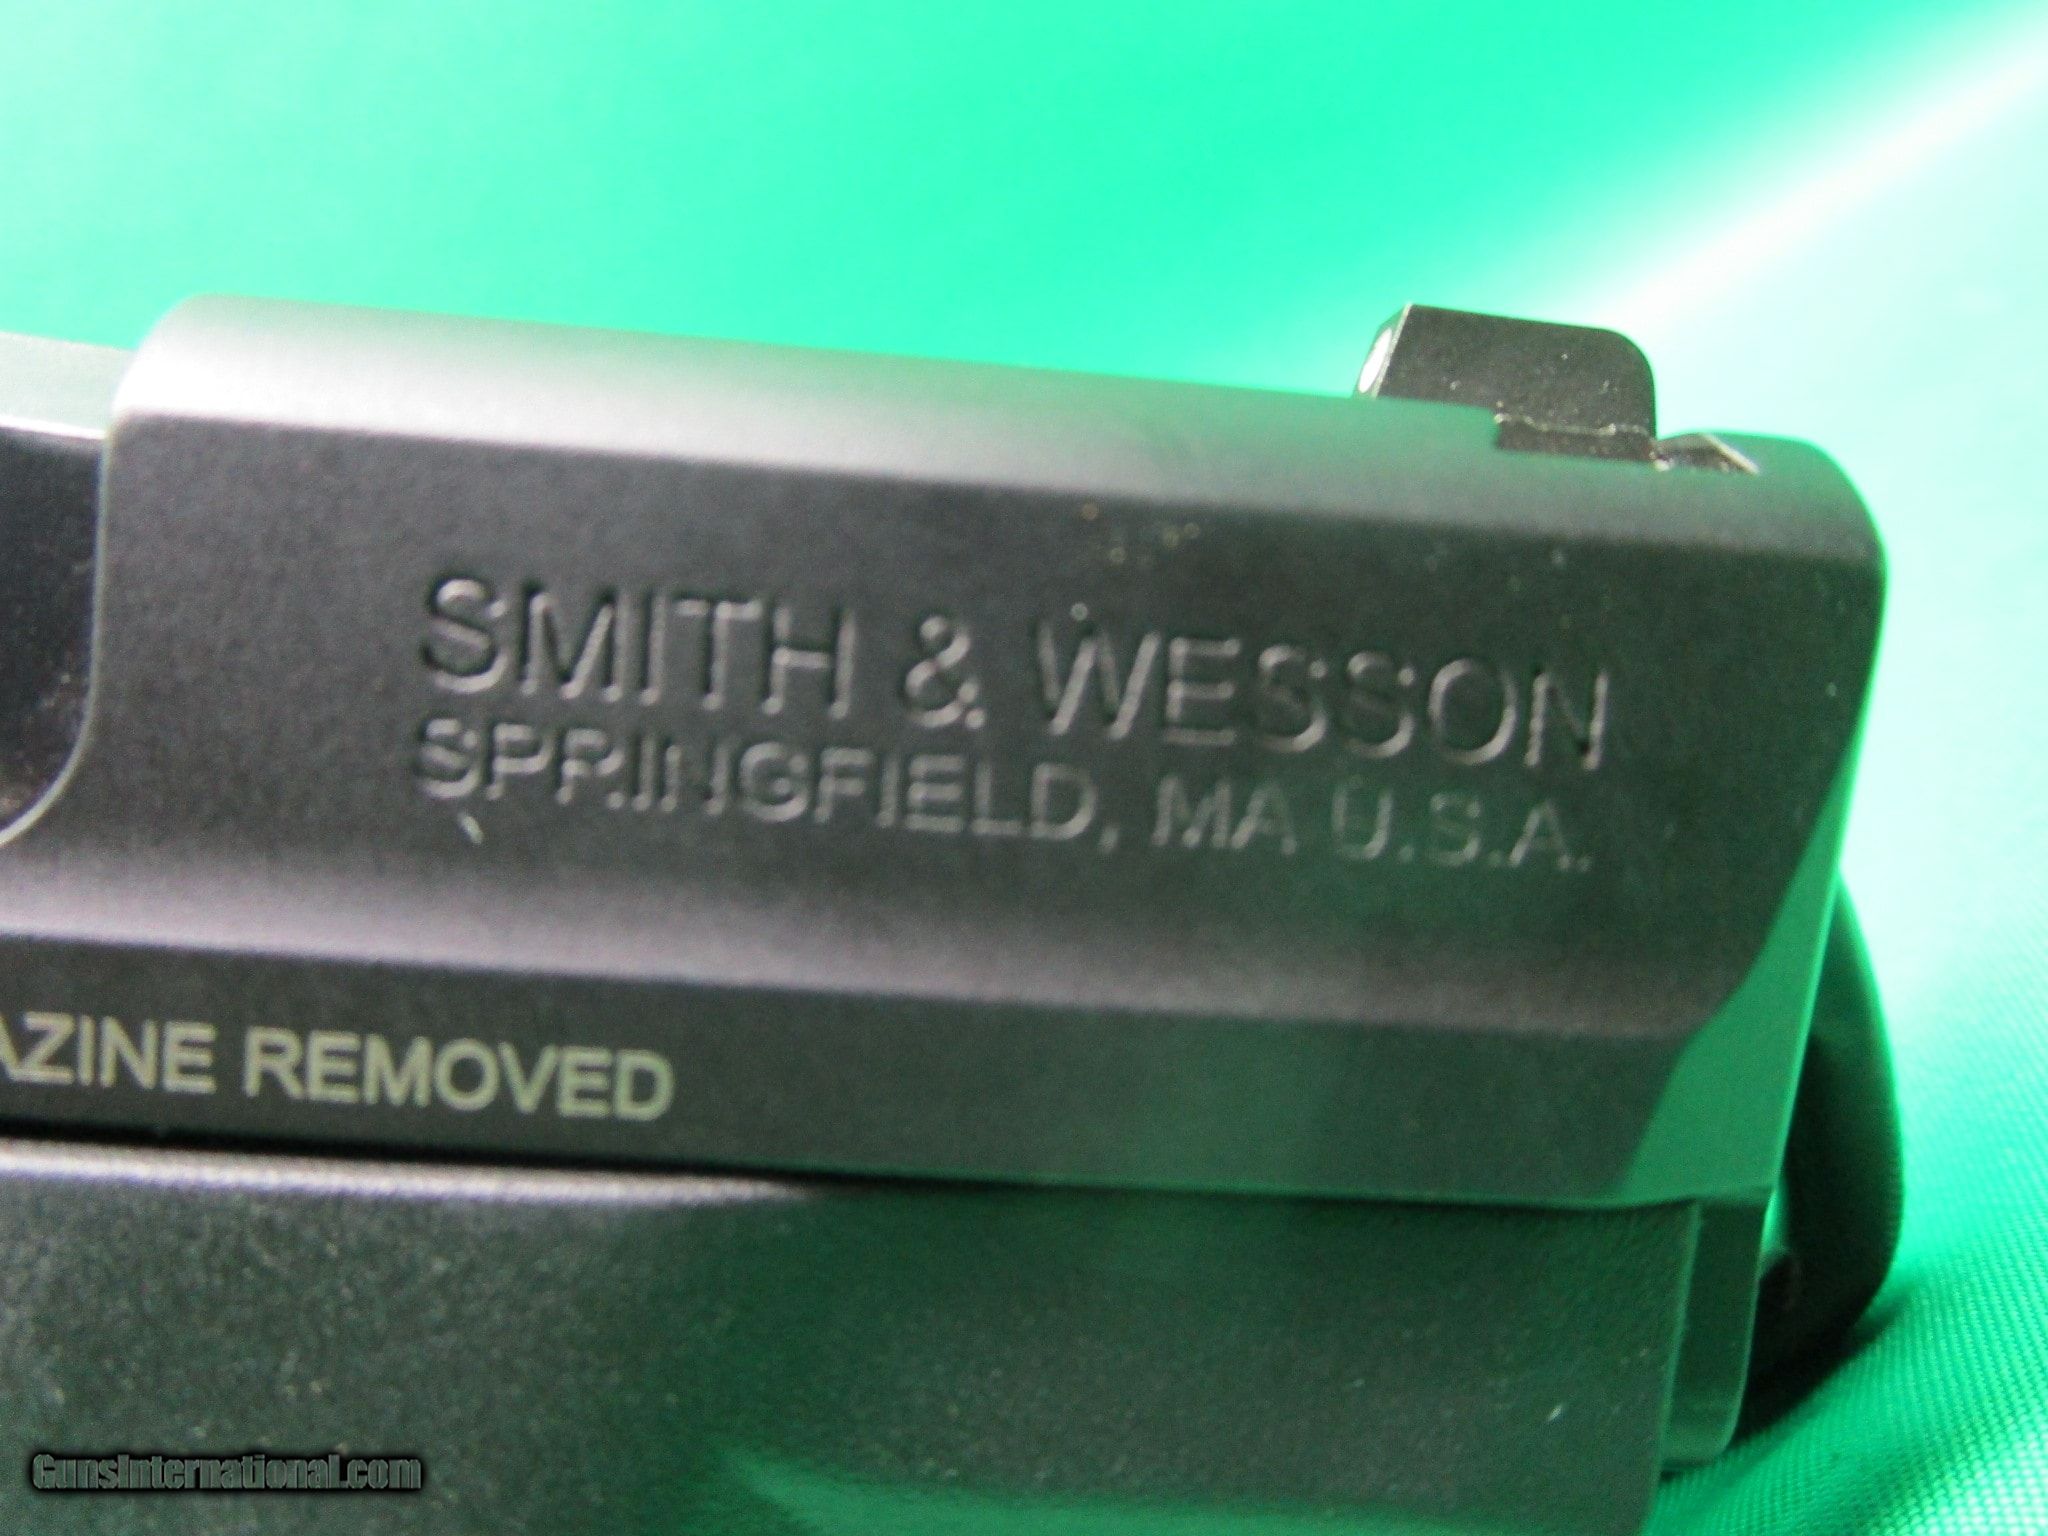 SMITH & WESSON
SPRINGFIELD, MA U.S.A.
AZINE REMOVED
GunsInternational.com